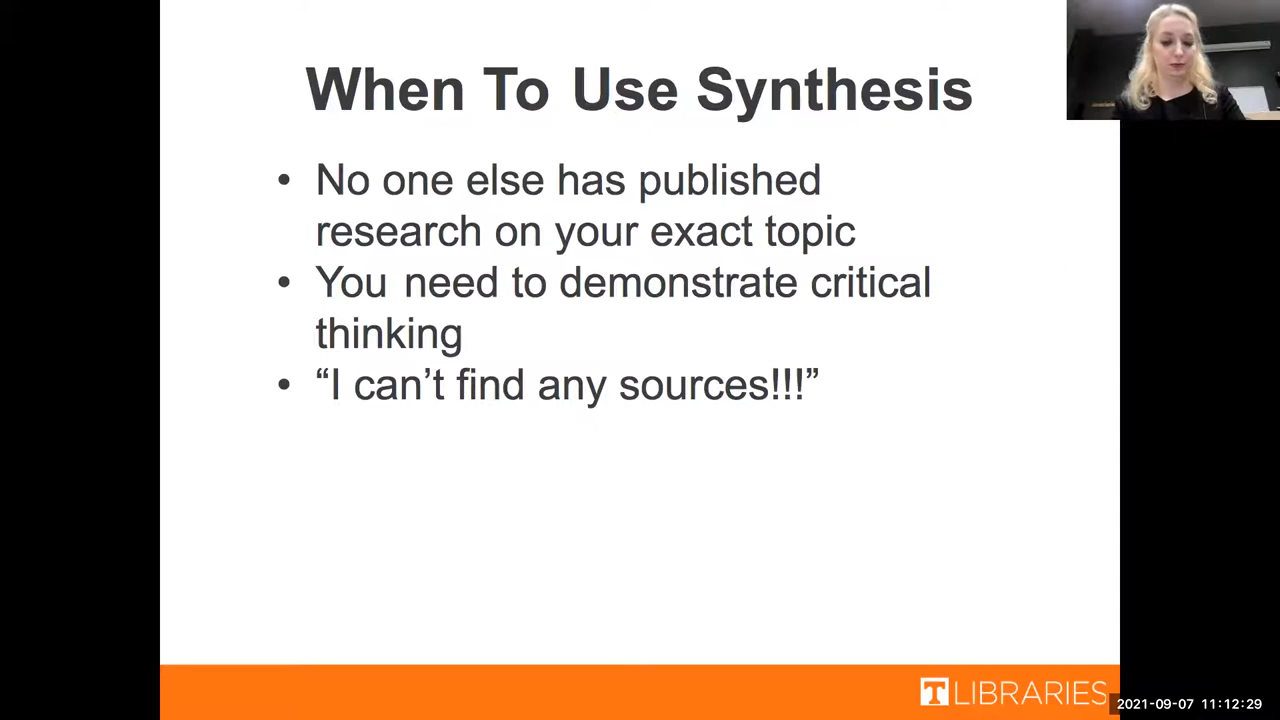 When To Use Synthesis
• No one else has published
research on your exact topic
• You need to demonstrate critical
thinking
• “I can’t find any sources!!!”
T LIBRARIES
2021-09-07 11:12:29